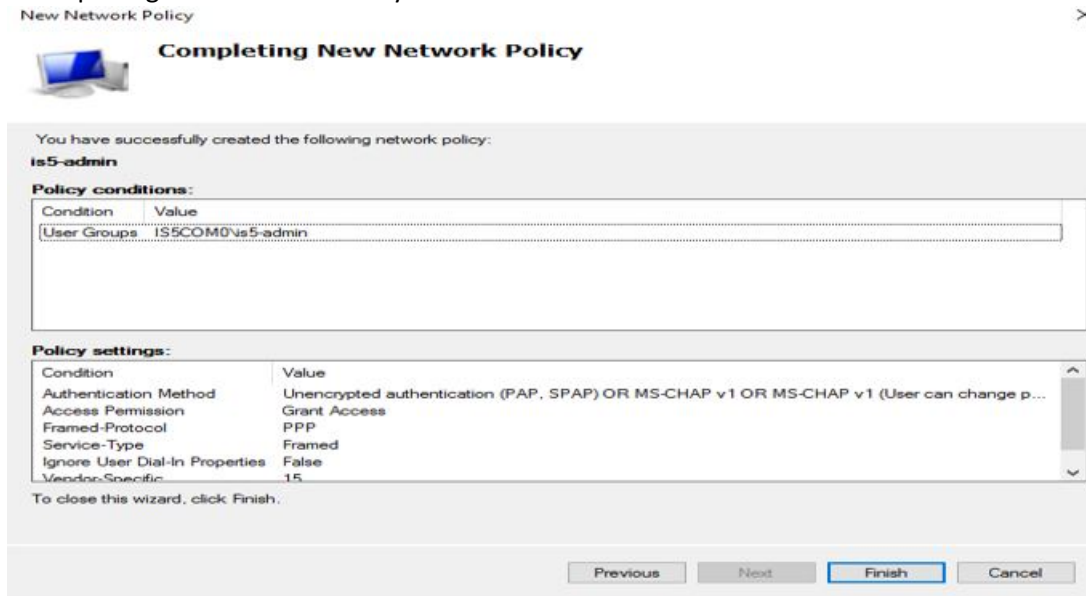 New Network Policy
Completing New Network Policy
You have successfully created the following network policy:
is5-admin
Policy conditions:
Condition Value
User Groups IS5COM0\is5-admin
Policy settings:
Condition Value
Authentication Method Unencrypted authentication (PAP, SPAP) OR MS-CHAP v1 OR MS-CHAP v1 (User can change p...
Access Permission Grant Access
Framed-Protocol PPP
Service-Type Framed
Ignore User Dial-In Properties False
Vendor-Specific 15
To close this wizard, click Finish.
Previous Next Finish Cancel